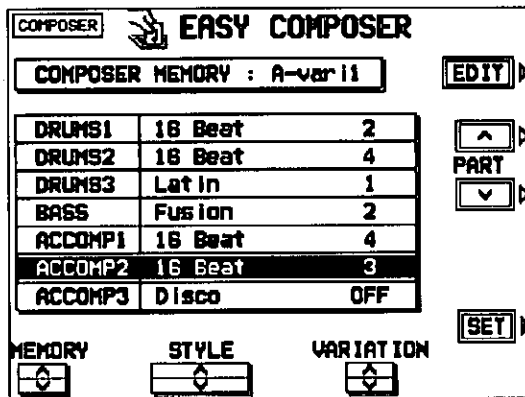 COMPOSER EASY COMPOSER
COMPOSER MEMORY : A-vari1 EDIT
DRUMS1 16 Beat 2
DRUMS2 16 Beat 4
PART
DRUMS3 Latin 1
BASS Fusion 2
ACCOMP1 16 Beat 4
ACCOMP2 16 Beat 3
ACCOMP3 Disco OFF
SET
MEMORY STYLE VARIATION